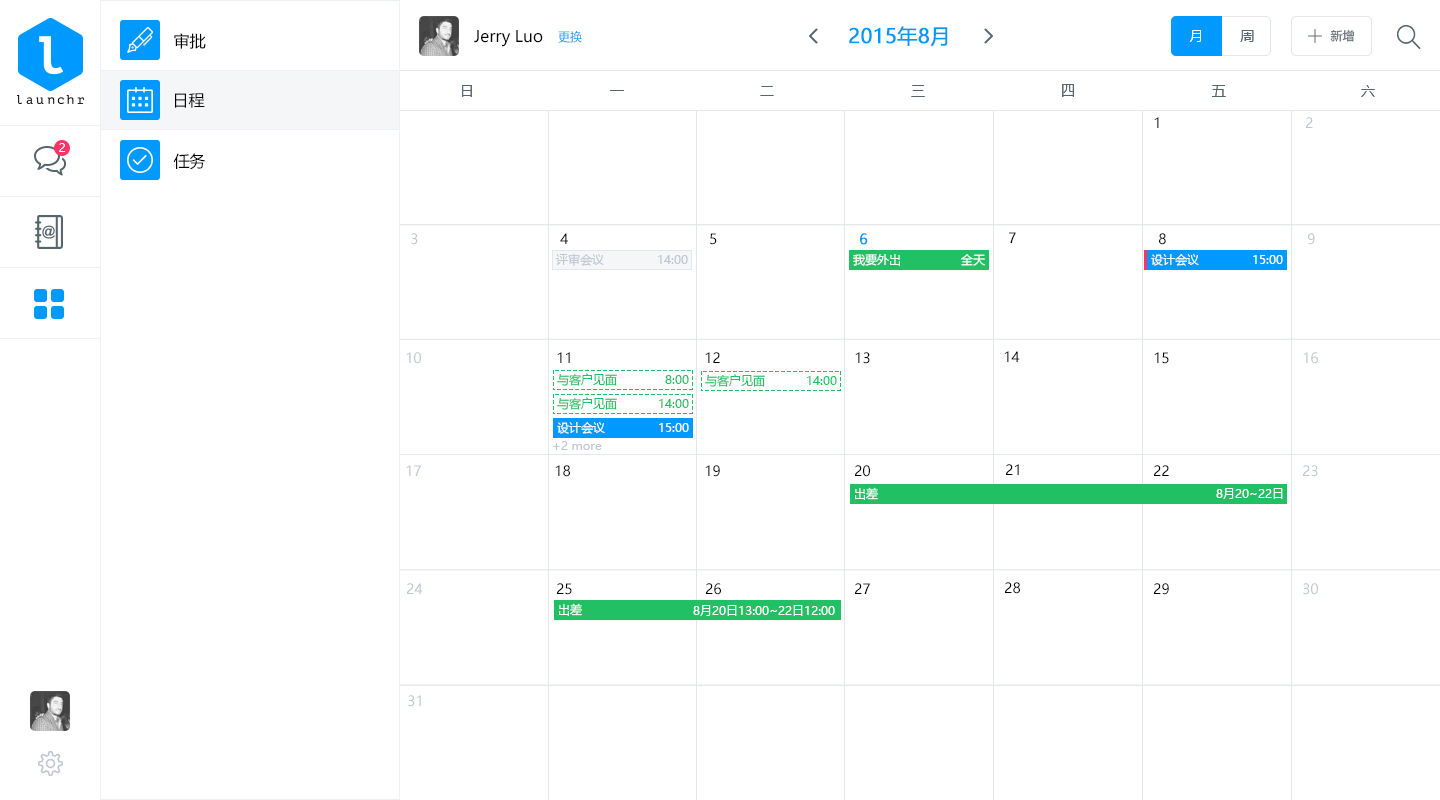 launchr
2
@
审批
日程
任务
Jerry Luo 更换
2015年8月
月 周
新增
日 一 二 三 四 五 六
1 2
3 4 5 6 7 8 9
评审会议 14:00
我要外出 全天
设计会议 15:00
10 11 12 13 14 15 16
与客户见面 8:00
与客户见面 14:00
与客户见面 14:00
设计会议 15:00
+2 more
17 18 19 20 21 22 23
出差 8月20~22日
24 25 26 27 28 29 30
出差 8月20日13:00~22日12:00
31